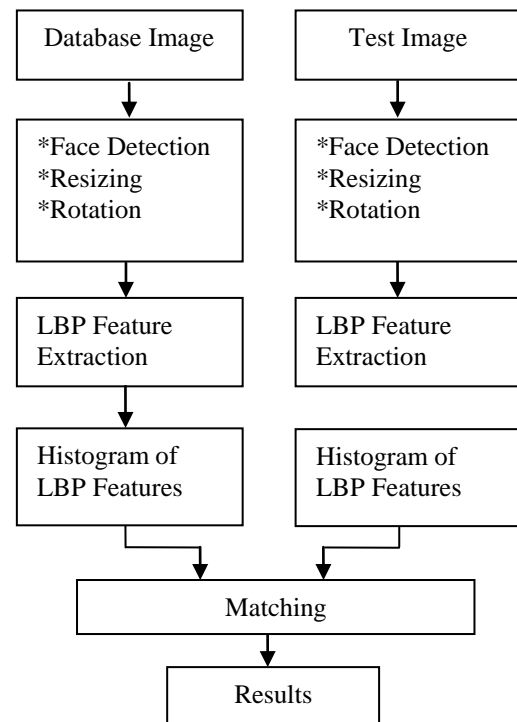 Database Image
Test Image
*Face Detection
*Resizing
*Rotation
*Face Detection
*Resizing
*Rotation
LBP Feature
Extraction
LBP Feature
Extraction
Histogram of
LBP Features
Histogram of
LBP Features
Matching
Results